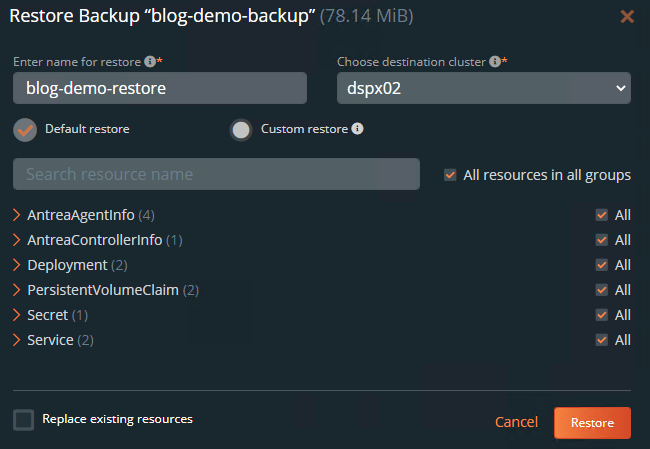 Restore Backup “blog-demo-backup” (78.14 MiB)
Enter name for restore * Choose destination cluster *
blog-demo-restore dspx02
Default restore Custom restore
Search resource name All resources in all groups
AntreaAgentInfo (4) All
AntreaControllerInfo (1) All
Deployment (2) All
PersistentVolumeClaim (2) All
Secret (1) All
Service (2) All
Replace existing resources Cancel Restore